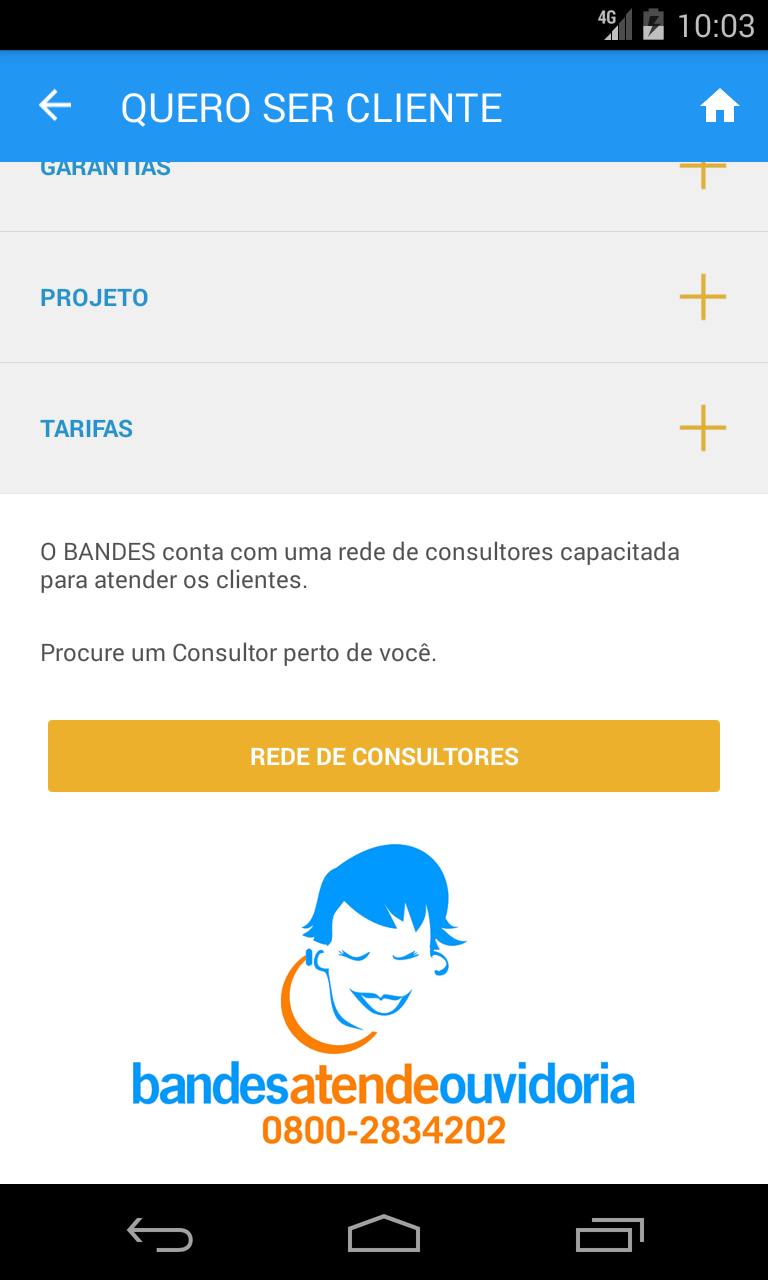 4G 10:03
QUERO SER CLIENTE
GARANTIAS
PROJETO
TARIFAS
O BANDES conta com uma rede de consultores capacitada
para atender os clientes.
Procure um Consultor perto de você.
REDE DE CONSULTORES
bandesatendeouvidoria
0800-2834202